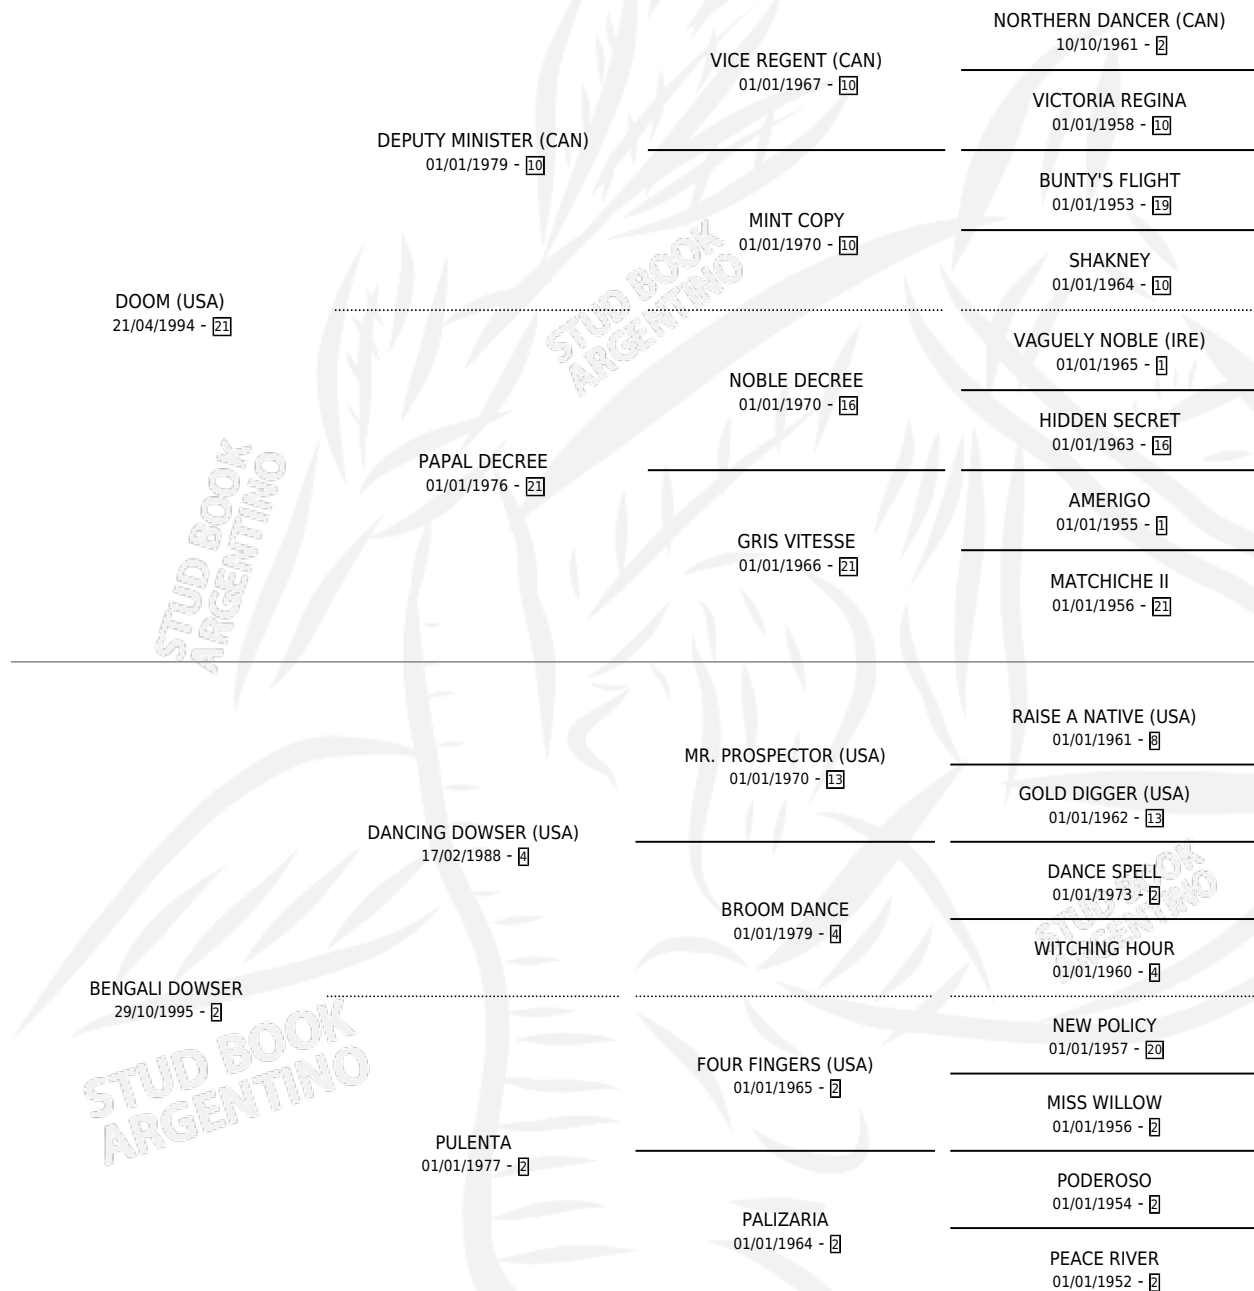 NORTHERN DANCER (CAN)
10/10/1961 - 2
VICE REGENT (CAN)
01/01/1967 - 10
VICTORIA REGINA
01/01/1958 - 10
DEPUTY MINISTER (CAN)
01/01/1979 - 10
BUNTY'S FLIGHT
01/01/1953 - 19
MINT COPY
01/01/1970 - 10
SHAKNEY
01/01/1964 - 10
DOOM (USA)
21/04/1994 - 21
STUD BOOK
ARGENTINO
VAGUELY NOBLE (IRE)
01/01/1965 - 1
NOBLE DECREE
01/01/1970 - 16
HIDDEN SECRET
01/01/1963 - 16
PAPAL DECREE
01/01/1976 - 21
AMERIGO
01/01/1955 - 1
GRIS VITESSE
01/01/1966 - 21
MATCHICHE II
01/01/1956 - 21
STUD BOOK
ARGENTINO
RAISE A NATIVE (USA)
01/01/1961 - 8
MR. PROSPECTOR (USA)
01/01/1970 - 13
GOLD DIGGER (USA)
01/01/1962 - 13
DANCING DOWSER (USA)
17/02/1988 - 4
DANCE SPELL
01/01/1973 - 2
STUD BOOK
ARGENTINO
BROOM DANCE
01/01/1979 - 4
WITCHING HOUR
01/01/1960 - 4
BENGALI DOWSER
29/10/1995 - 2
STUD BOOK
ARGENTINO
NEW POLICY
01/01/1957 - 20
FOUR FINGERS (USA)
01/01/1965 - 2
MISS WILLOW
01/01/1956 - 2
PULENTA
01/01/1977 - 2
PODEROSO
01/01/1954 - 2
PALIZARIA
01/01/1964 - 2
PEACE RIVER
01/01/1952 - 2